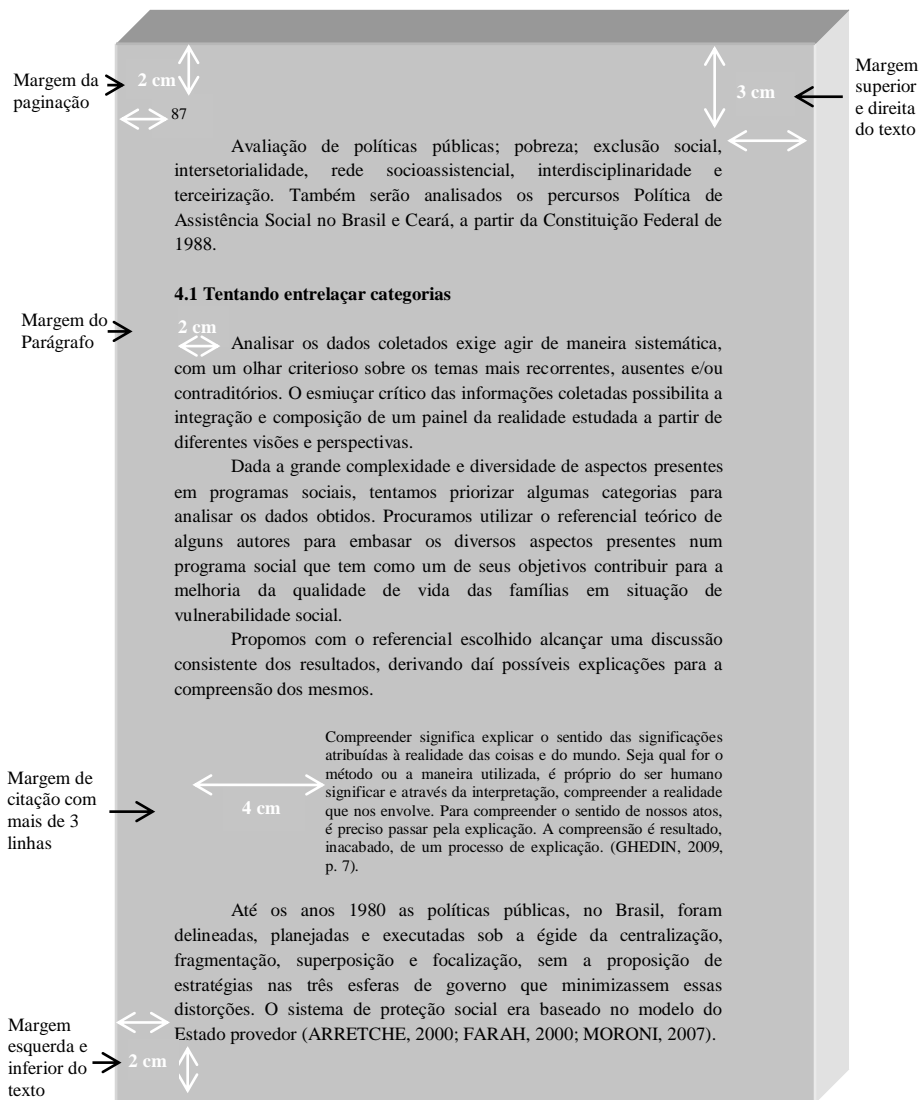 Margem da
paginação
2 cm
87
3 cm
Margem
superior
e direita
do texto
Avaliação de políticas públicas; pobreza; exclusão social,
intersetorialidade, rede socioassistencial, interdisciplinaridade e
terceirização. Também serão analisados os percursos Política de
Assistência Social no Brasil e Ceará, a partir da Constituição Federal de
1988.
4.1 Tentando entrelaçar categorias
Margem do
Parágrafo
2 cm
Analisar os dados coletados exige agir de maneira sistemática,
com um olhar criterioso sobre os temas mais recorrentes, ausentes e/ou
contraditórios. O esmiuçar crítico das informações coletadas possibilita a
integração e composição de um painel da realidade estudada a partir de
diferentes visões e perspectivas.
Dada a grande complexidade e diversidade de aspectos presentes
em programas sociais, tentamos priorizar algumas categorias para
analisar os dados obtidos. Procuramos utilizar o referencial teórico de
alguns autores para embasar os diversos aspectos presentes num
programa social que tem como um de seus objetivos contribuir para a
melhoria da qualidade de vida das famílias em situação de
vulnerabilidade social.
Propomos com o referencial escolhido alcançar uma discussão
consistente dos resultados, derivando daí possíveis explicações para a
compreensão dos mesmos.
Margem de
citação com
mais de 3
linhas
4 cm
Compreender significa explicar o sentido das significações
atribuídas à realidade das coisas e do mundo. Seja qual for o
método ou a maneira utilizada, é próprio do ser humano
significar e através da interpretação, compreender a realidade
que nos envolve. Para compreender o sentido de nossos atos,
é preciso passar pela explicação. A compreensão é resultado,
inacabado, de um processo de explicação. (GHEDIN, 2009,
p. 7).
Até os anos 1980 as políticas públicas, no Brasil, foram
delineadas, planejadas e executadas sob a égide da centralização,
fragmentação, superposição e focalização, sem a proposição de
estratégias nas três esferas de governo que minimizassem essas
distorções. O sistema de proteção social era baseado no modelo do
Estado provedor (ARRETCHE, 2000; FARAH, 2000; MORONI, 2007).
Margem
esquerda e
inferior do
texto
2 cm